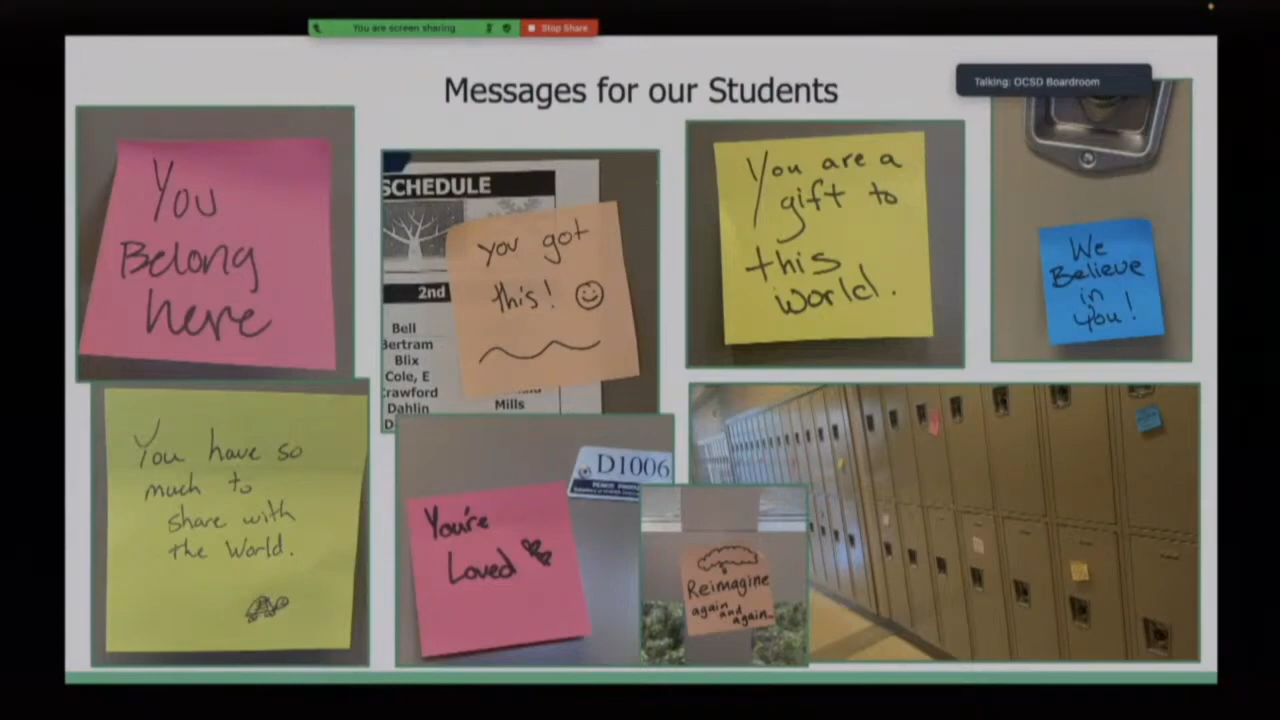 You are screen sharing
Stop Share
Messages for our Students
Talking: OCSD Boardroom
You
Belong
here
SCHEDULE
2nd
Bell
Bertram
Blix
Cole, E
Crawford
Dahlin
D
Mills
you got
this! ☺
You are a
gift to
this
world.
We
Believe
in
you!
You have so
much to
share with
the World.
D1006
You're
Loved
Reimagine
again
and
again..